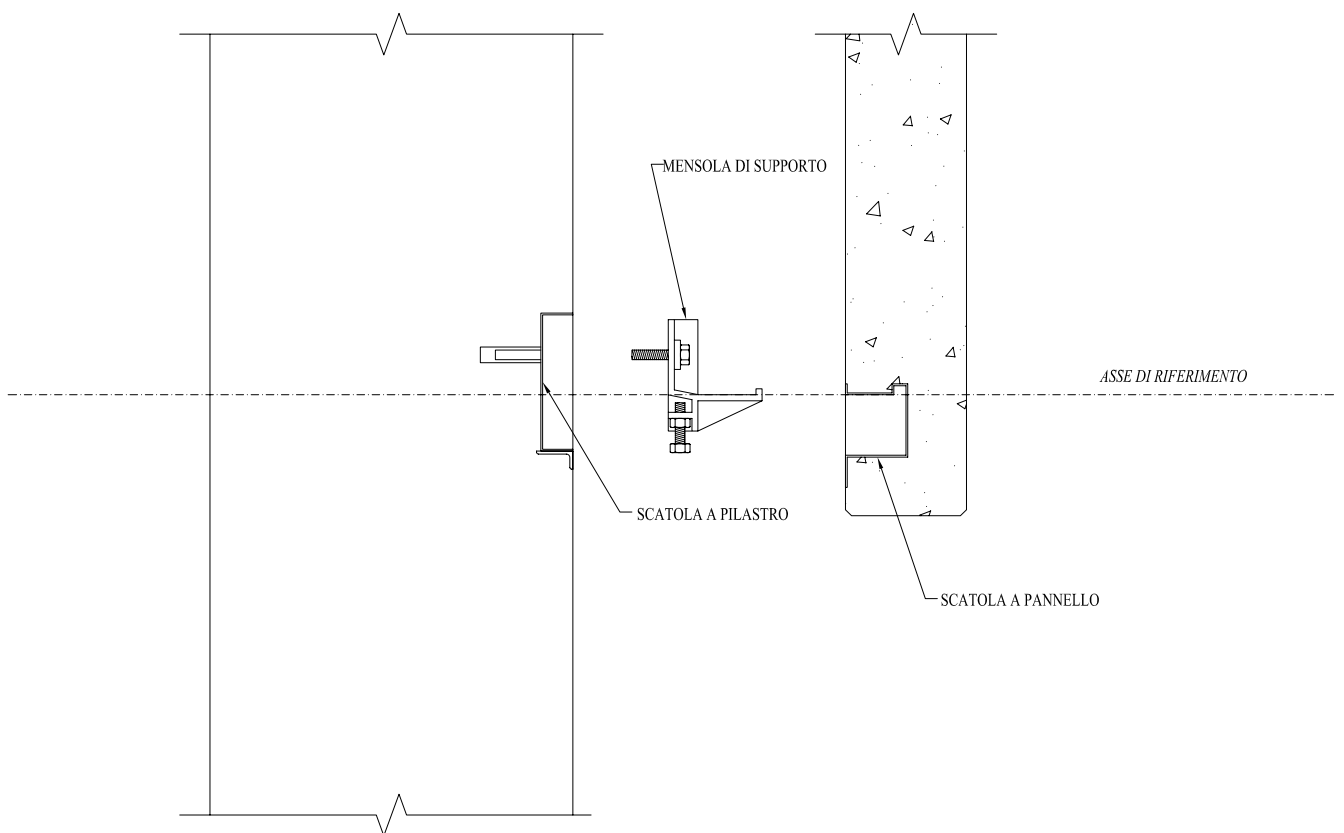 MENSOLA DI SUPPORTO
ASSE DI RIFERIMENTO
SCATOLA A PILASTRO
SCATOLA A PANNELLO